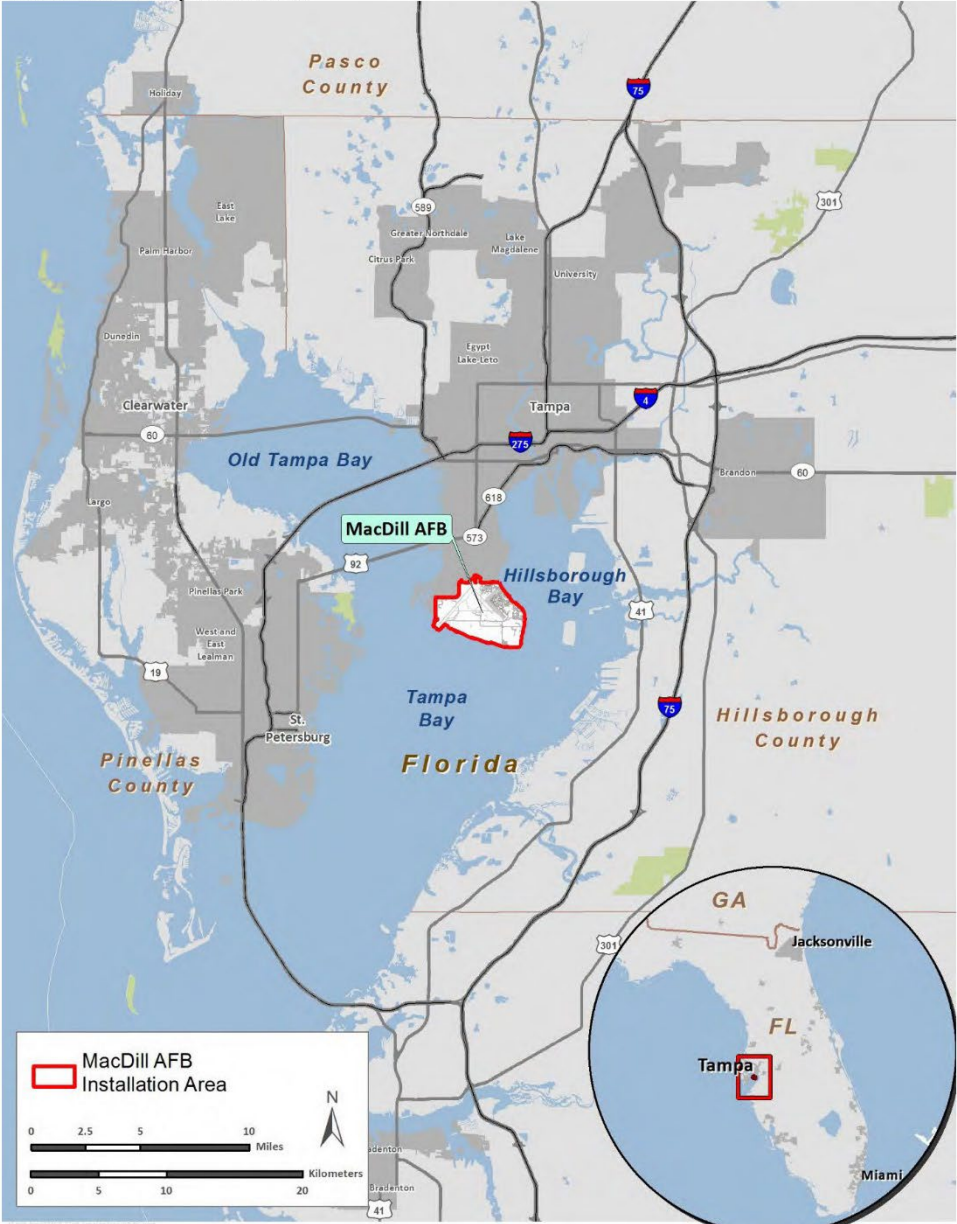 Pasco
County
75
Holiday
301
589
East
Lake
Greater Northdale
Lake
Magdalene
Citrus Park
Palm Harbor
University
Dunedin
Egypt
Lake-Leto
4
Clearwater
Tampa
60
275
Old Tampa Bay
Brandon
60
Largo
618
MacDill AFB
573
92
Hillsborough
Bay
Pinellas Park
41
West and
East
Lealman
19
Tampa
Bay
75
St.
Petersburg
Hillsborough
County
Pinellas
County
Florida
GA
301
Jacksonville
FL
Tampa
Miami
MacDill AFB
Installation Area
N
0 2.5 5 10
Miles
Kilometers
0 5 10 20
adenton
Bradenton
41